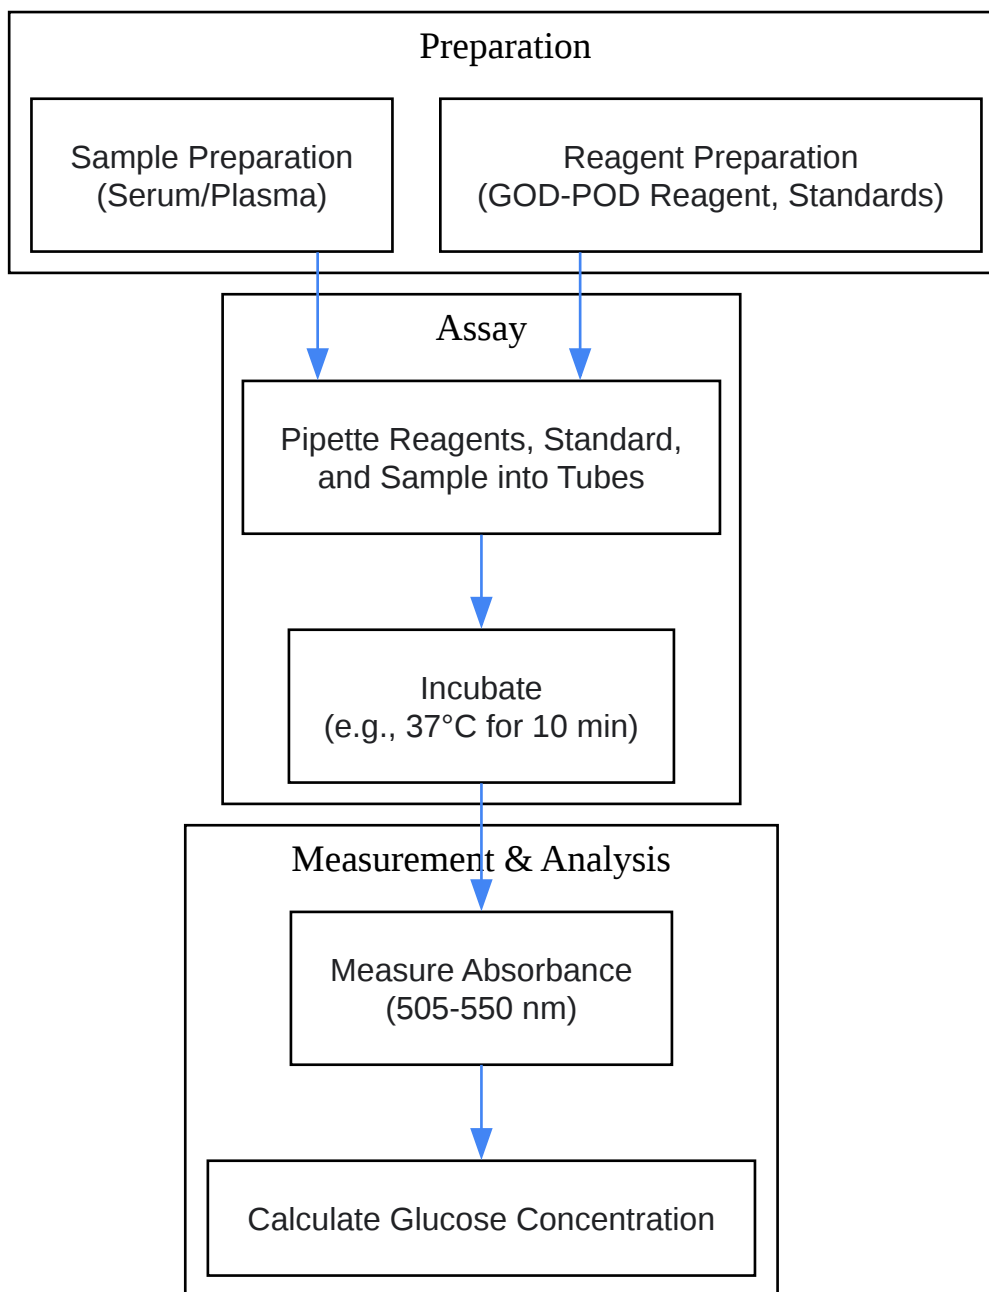 Preparation
Sample Preparation
(Serum/Plasma)
Reagent Preparation
(GOD-POD Reagent, Standards)
Assay
Pipette Reagents, Standard,
and Sample into Tubes
Incubate
(e.g., 37°C for 10 min)
Measurement & Analysis
Measure Absorbance
(505-550 nm)
Calculate Glucose Concentration